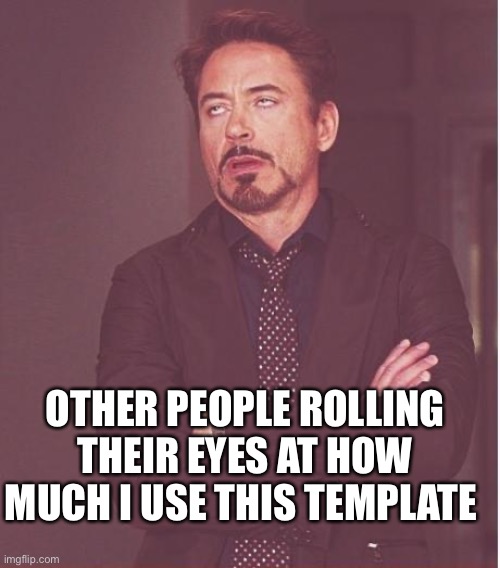 OTHER PEOPLE ROLLING
THEIR EYES AT HOW
MUCH I USE THIS TEMPLATE
imgflip.com